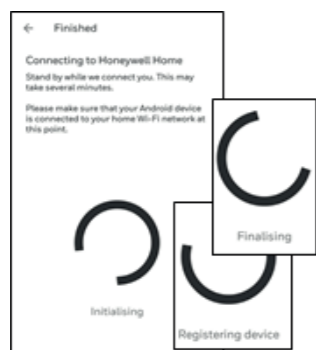 ← Finished
Connecting to Honeywell Home
Stand by while we connect you. This may
take several minutes.
Please make sure that your Android device
is connected to your home Wi-Fi network at
this point.
Initialising
Registering device
Finalising